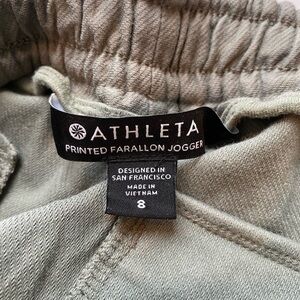 ATHLETA
PRINTED FARALLON JOGGER
DESIGNED IN
SAN FRANCISCO
MADE IN
VIETNAM
8